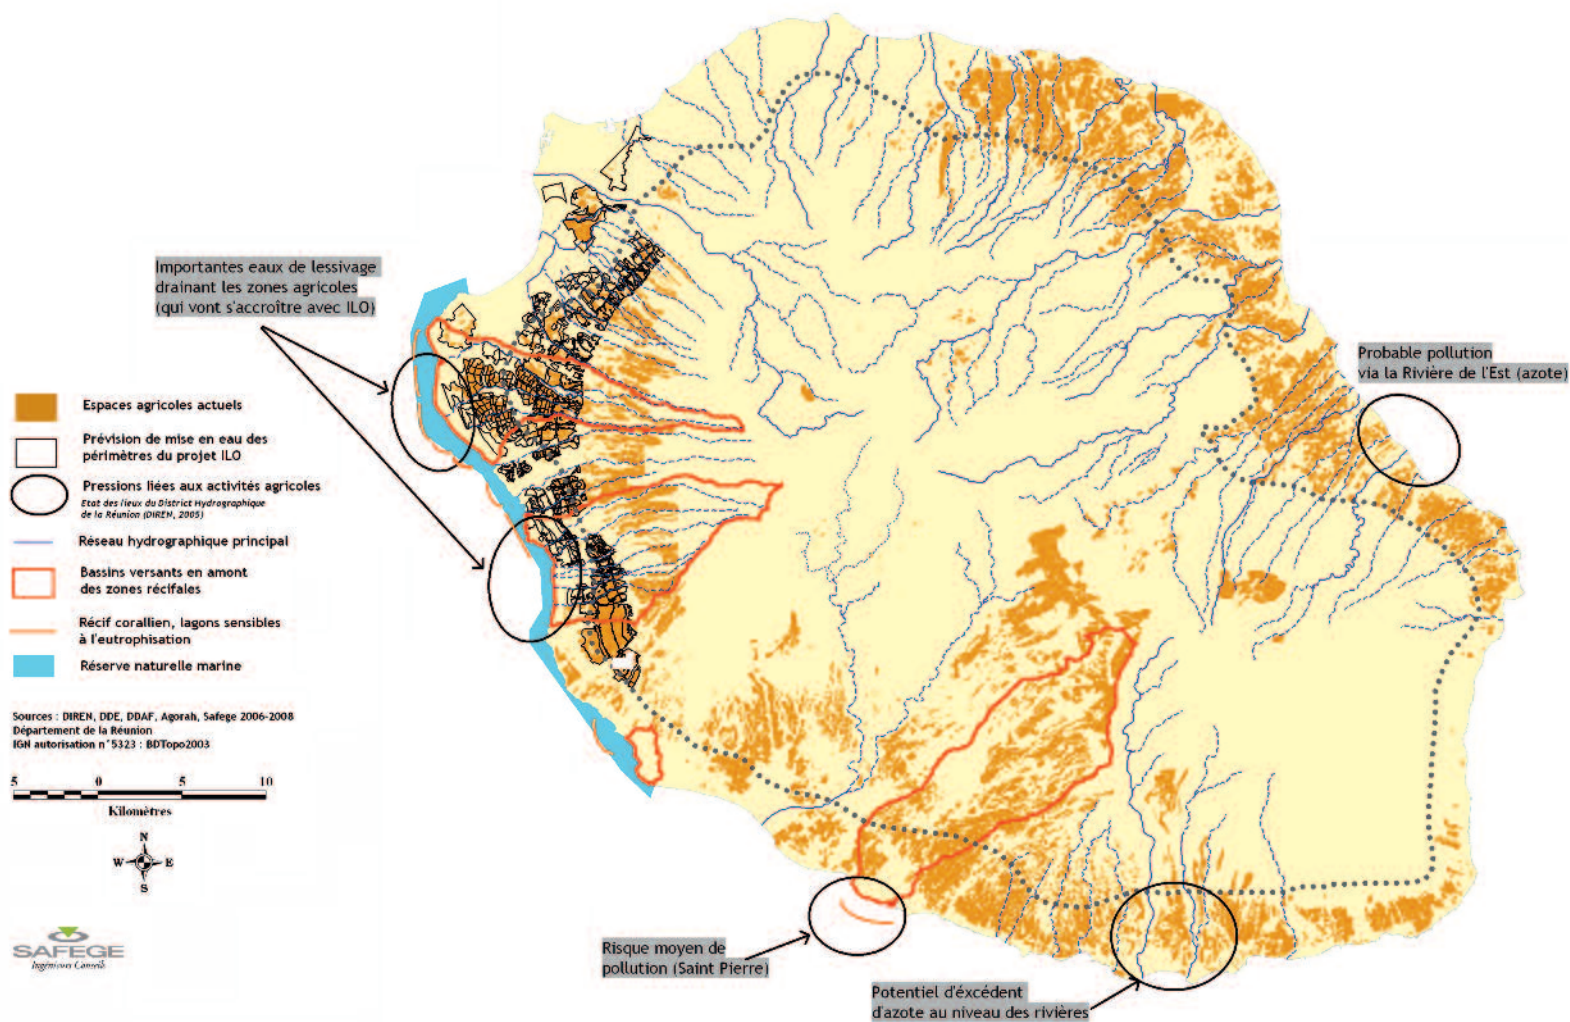 Importantes eaux de lessivage
drainant les zones agricoles
(qui vont s'accroître avec ILO)
Probable pollution
via la Rivière de l'Est (azote)
Espaces agricoles actuels
Prévision de mise en eau des
périmètres du projet ILO
Pressions liées aux activités agricoles
Etat des lieux du District Hydrographique
de la Réunion (DIREN, 2005)
Réseau hydrographique principal
Bassins versants en amont
des zones récifales
Récif corallien, lagons sensibles
à l'eutrophisation
Réserve naturelle marine
Sources : DIREN, DDE, DDAF, Agorah, Safege 2006-2008
Département de la Réunion
IGN autorisation n°5323 : BDTopo2003
5 0 5 10
Kilomètres
N
W E
S
SAFEGE
Ingénieurs Conseils
Risque moyen de
pollution (Saint Pierre)
Potentiel d'éxcédent
d'azote au niveau des rivières